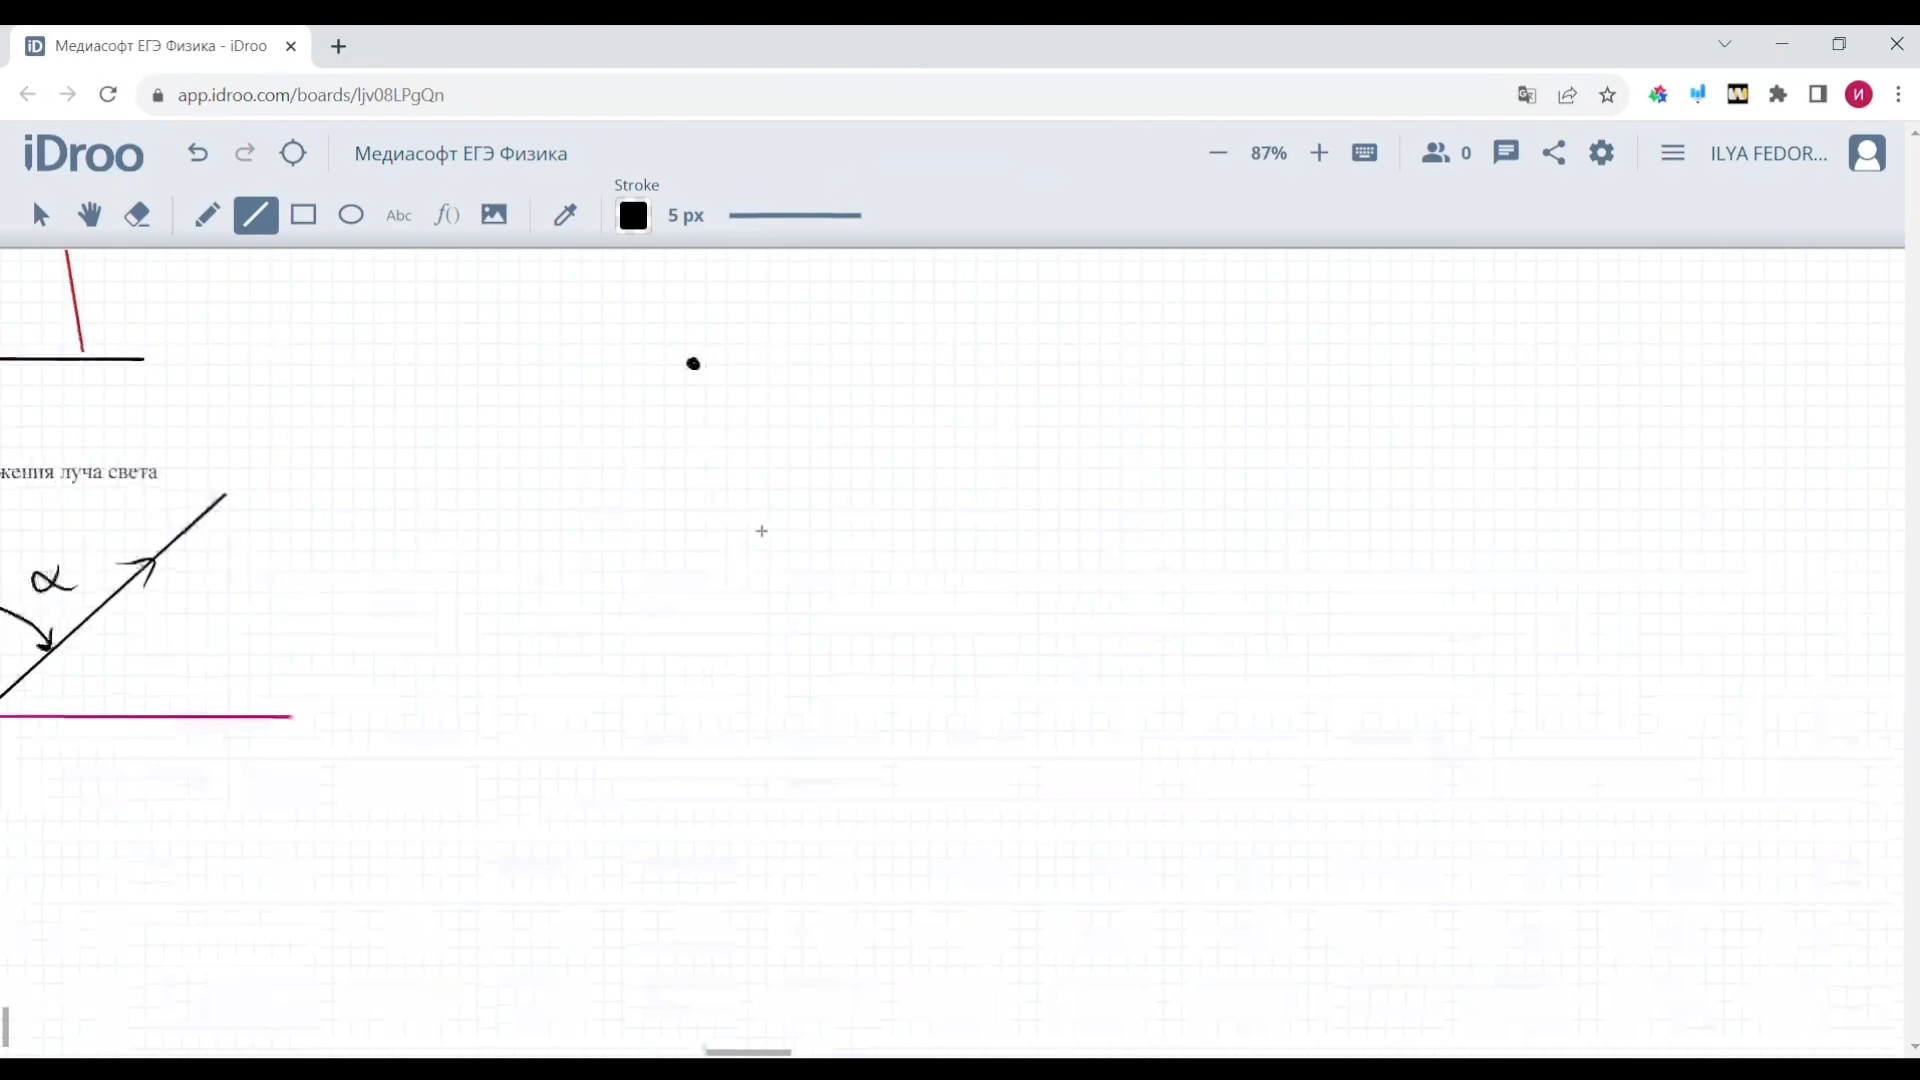 Медиасофт ЕГЭ Физика - iDroo
app.idroo.com/boards/ljv08LPgQn
И
iDroo
Медиасофт ЕГЭ Физика
87%
0
ILYA FEDOR...
Abc
f()
Stroke
5 px
жения луча света
α